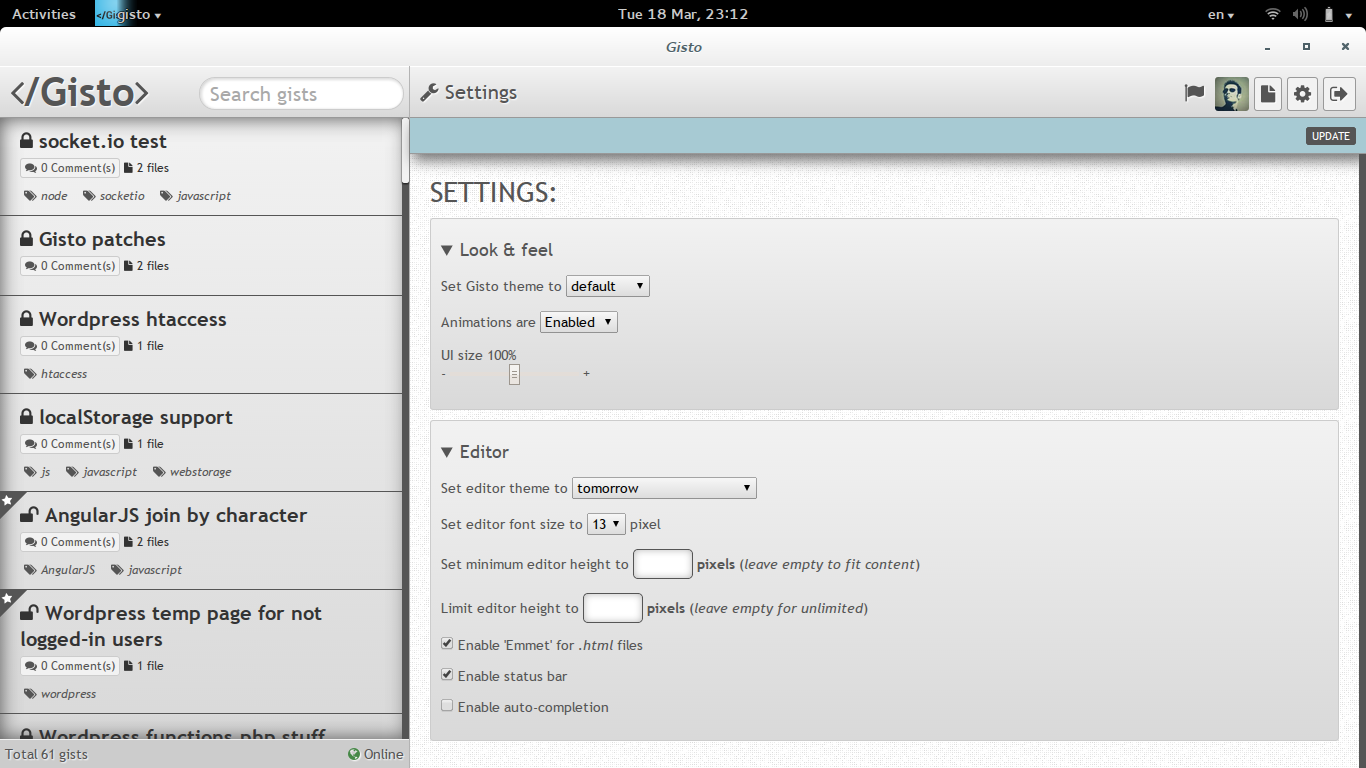 Activities
</Gi gisto
Tue 18 Mar, 23:12
en
Gisto
</Gisto>
Search gists
Settings
UPDATE
socket.io test
0 Comment(s) 2 files
node socketio javascript
Gisto patches
0 Comment(s) 2 files
Wordpress htaccess
0 Comment(s) 1 file
htaccess
localStorage support
0 Comment(s) 1 file
js javascript webstorage
AngularJS join by character
0 Comment(s) 2 files
AngularJS javascript
Wordpress temp page for not
logged-in users
0 Comment(s) 1 file
wordpress
Wordpress functions.php stuff
Total 61 gists
Online
SETTINGS:
Look & feel
Set Gisto theme to default
Animations are Enabled
UI size 100%
- +
Editor
Set editor theme to tomorrow
Set editor font size to 13 pixel
Set minimum editor height to pixels (leave empty to fit content)
Limit editor height to pixels (leave empty for unlimited)
Enable 'Emmet' for .html files
Enable status bar
Enable auto-completion